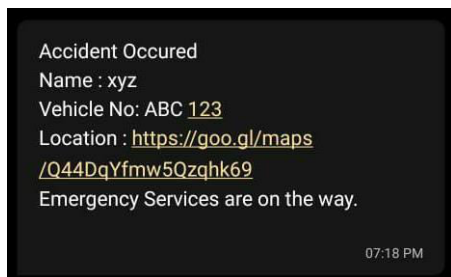 Accident Occured
Name : xyz
Vehicle No: ABC 123
Location : https://goo.gl/maps
/Q44DqYfmw5Qzqhk69
Emergency Services are on the way.
07:18 PM